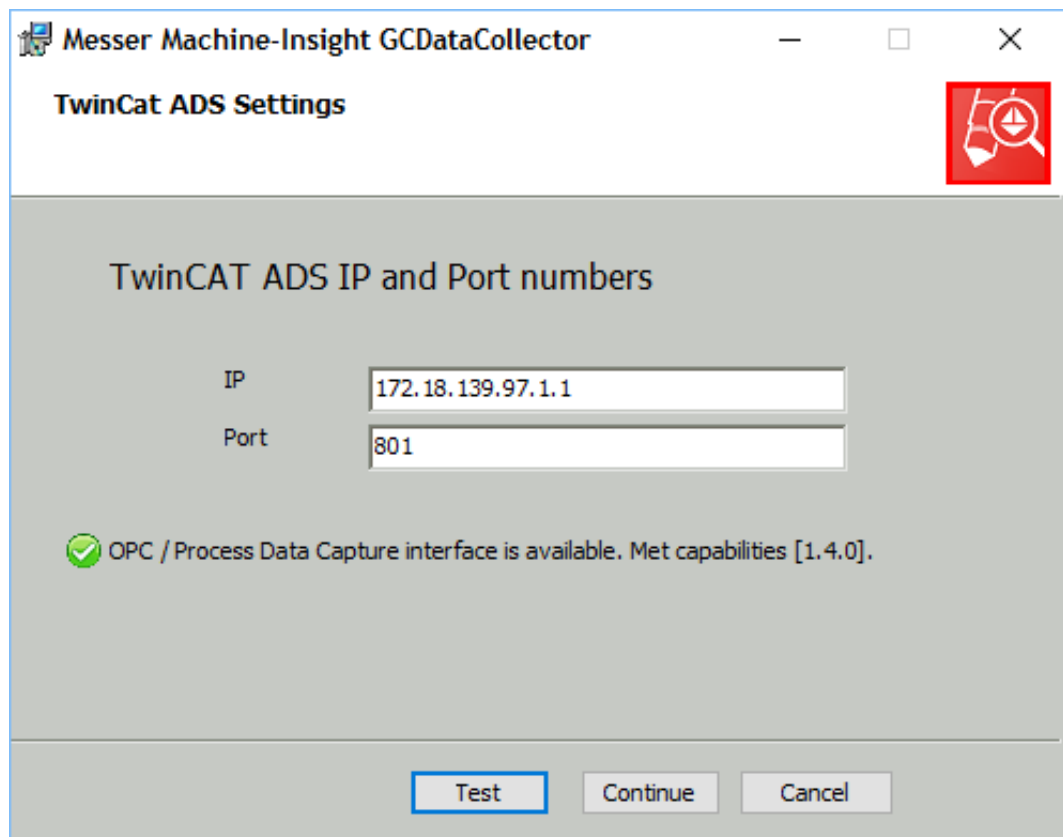 Messer Machine-Insight GCDataCollector
TwinCat ADS Settings
TwinCAT ADS IP and Port numbers
IP
172.18.139.97.1.1
Port
801
OPC / Process Data Capture interface is available. Met capabilities [1.4.0].
Test Continue Cancel